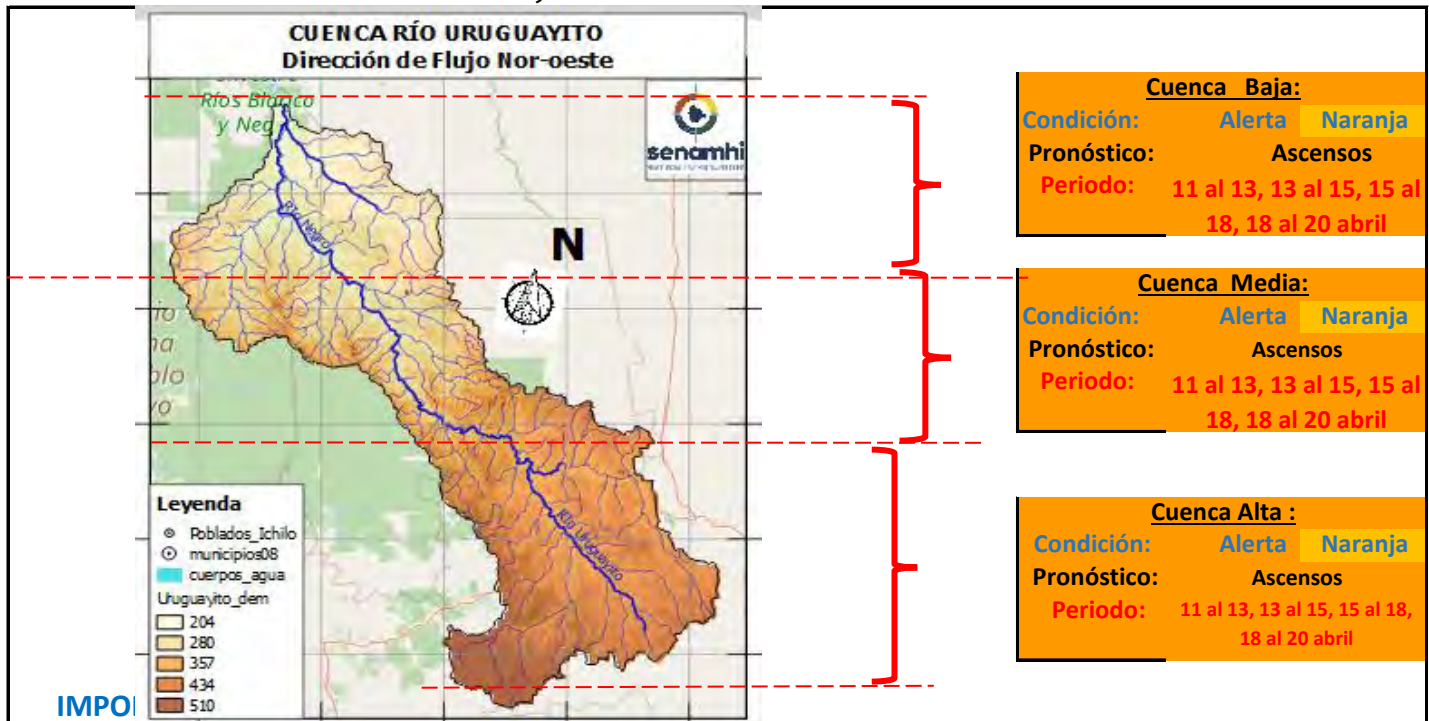 CUENCA RÍO URUGUAYITO
Dirección de Flujo Nor-oeste
Ríos Blanco
y Neg
senamhi
Río Negro
N
Río Uruguayito
Leyenda
Poblados_Ichilo
municipios08
cuerpos_agua
Uruguayito_dem
204
280
357
434
510
IMPO
Cuenca Baja:
Condición: Alerta Naranja
Pronóstico: Ascensos
Periodo: 11 al 13, 13 al 15, 15 al
18, 18 al 20 abril
Cuenca Media:
Condición: Alerta Naranja
Pronóstico: Ascensos
Periodo: 11 al 13, 13 al 15, 15 al
18, 18 al 20 abril
Cuenca Alta :
Condición: Alerta Naranja
Pronóstico: Ascensos
Periodo: 11 al 13, 13 al 15, 15 al 18,
18 al 20 abril